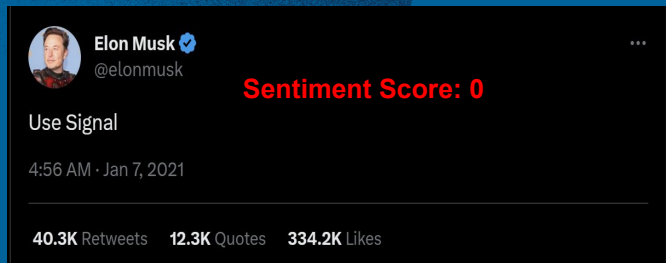 Elon Musk
@elonmusk
Sentiment Score: 0
Use Signal
4:56 AM · Jan 7, 2021
40.3K Retweets 12.3K Quotes 334.2K Likes